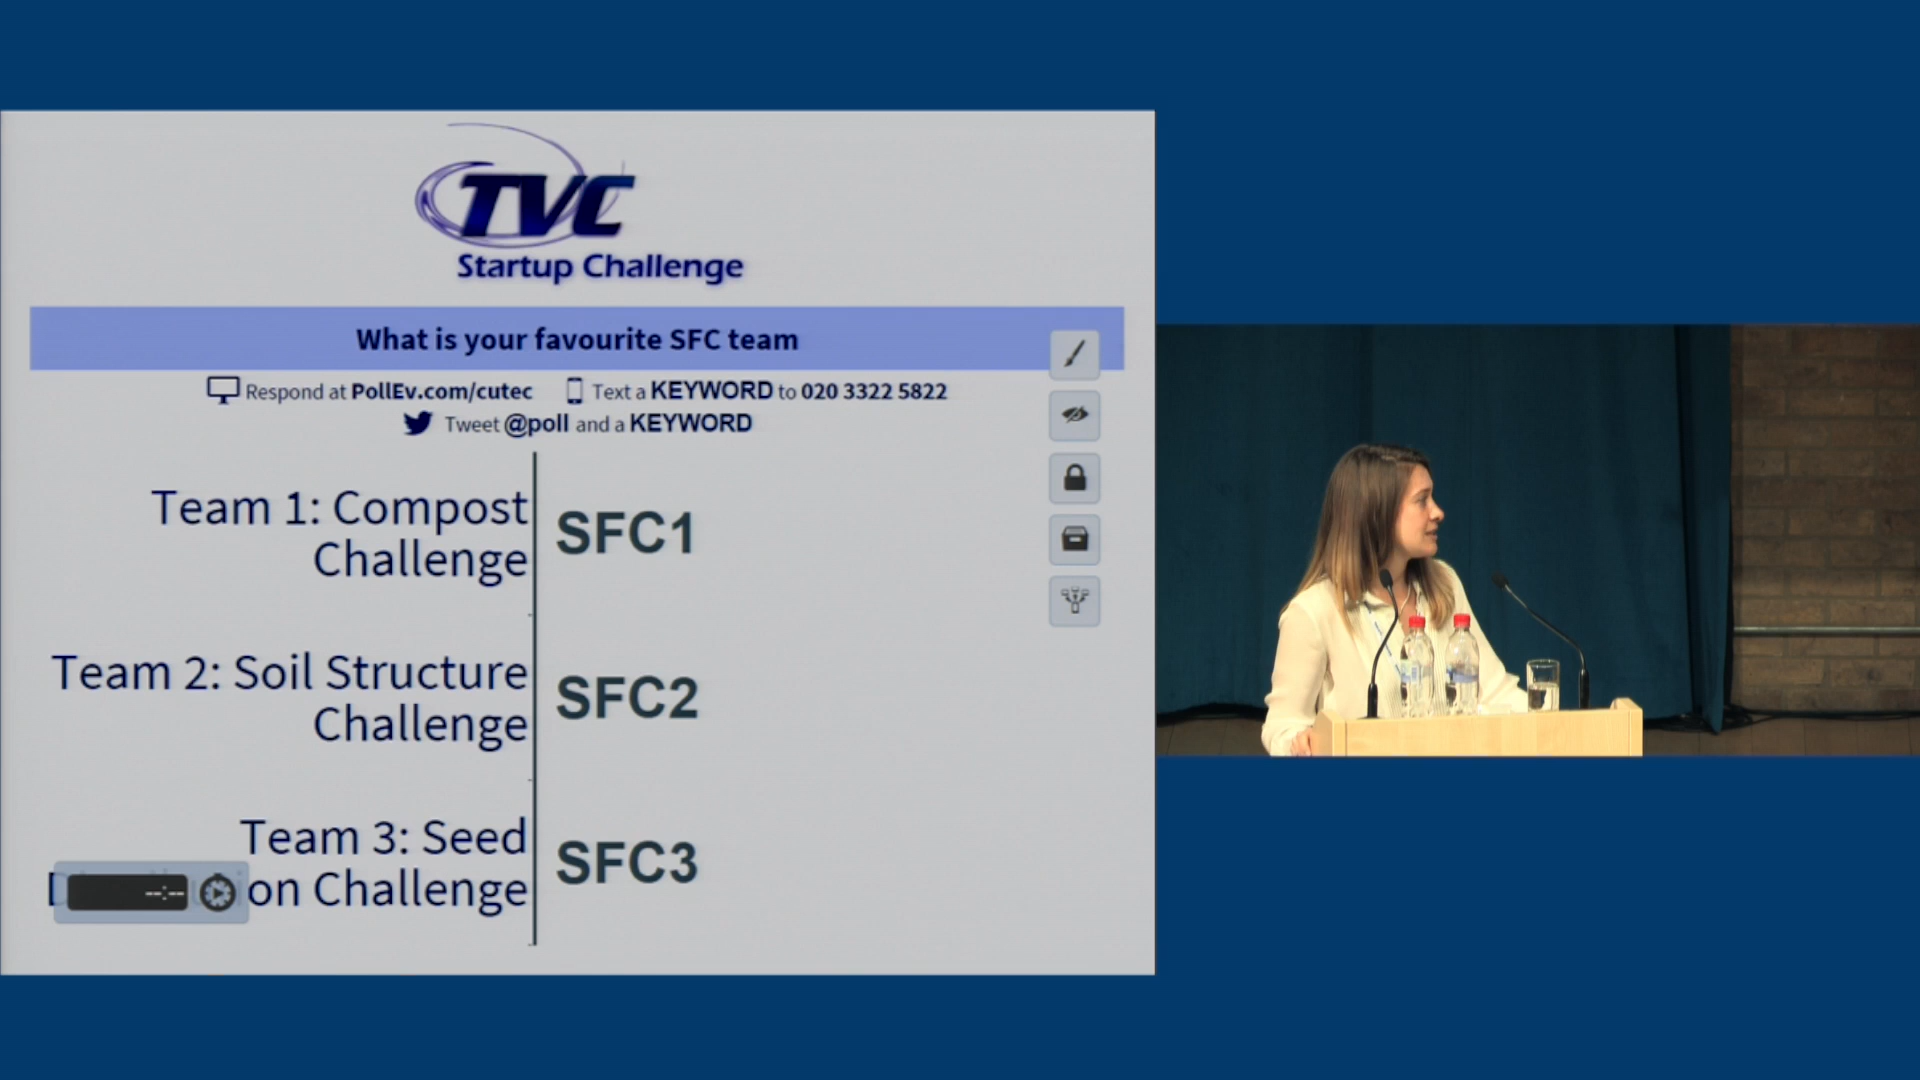 TVC
Startup Challenge
What is your favourite SFC team
Respond at PollEv.com/cutec Text a KEYWORD to 020 3322 5822
Tweet @poll and a KEYWORD
Team 1: Compost
Challenge
SFC1
Team 2: Soil Structure
Challenge
SFC2
Team 3: Seed
on Challenge
SFC3
--:--